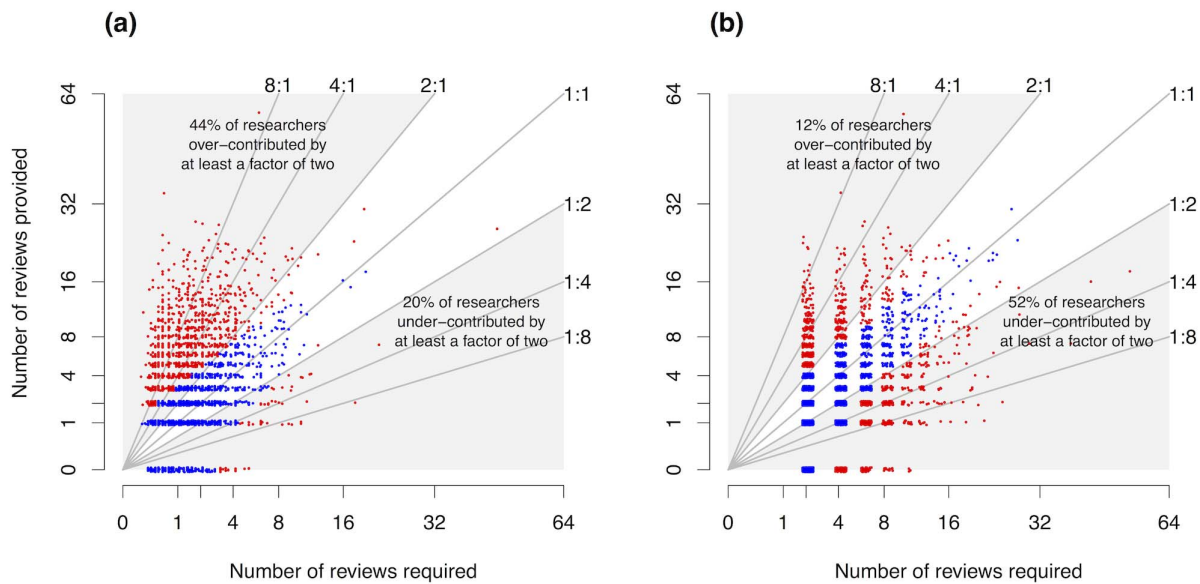 (a)
8:1
4:1
2:1
1:1
1:2
1:4
1:8
44% of researchers
over−contributed by
at least a factor of two
20% of researchers
under−contributed by
at least a factor of two
Number of reviews provided
64
32
16
8
4
1
0
0
1
4
8
16
32
64
Number of reviews required
(b)
8:1
4:1
2:1
1:1
1:2
1:4
1:8
12% of researchers
over−contributed by
at least a factor of two
52% of researchers
under−contributed by
at least a factor of two
64
32
16
8
4
1
0
0
1
4
8
16
32
64
Number of reviews required